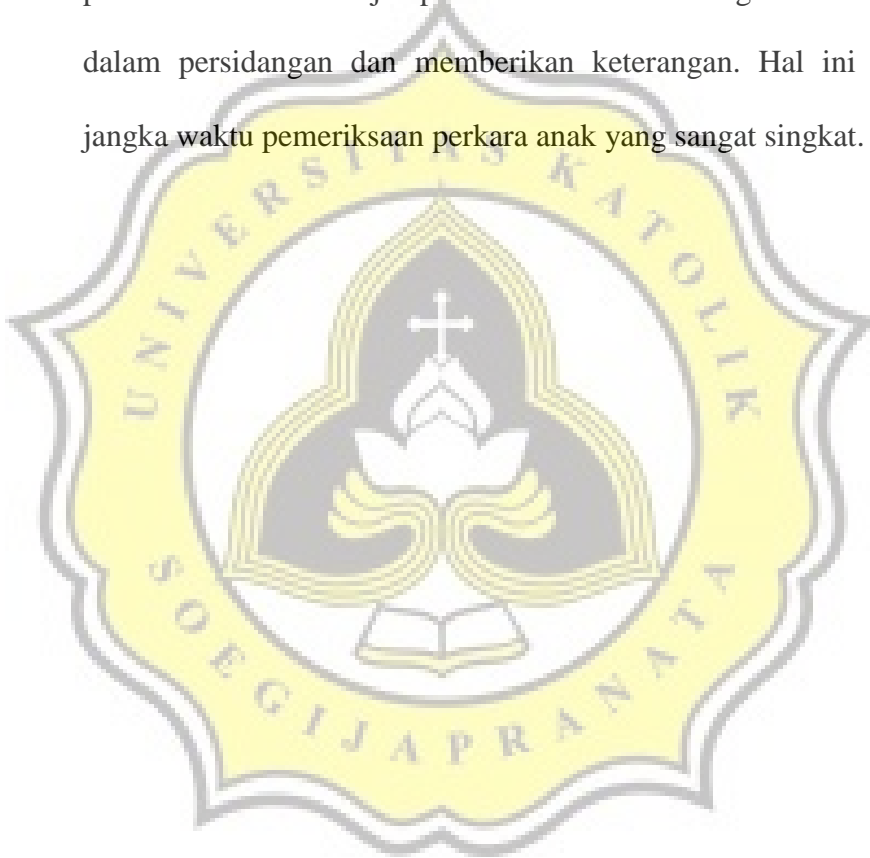 dalam persidangan dan memberikan keterangan. Hal ini
jangka waktu pemeriksaan perkara anak yang sangat singkat.
UNIVERSITAS KATOLIK
SOEGIJAPRANATA